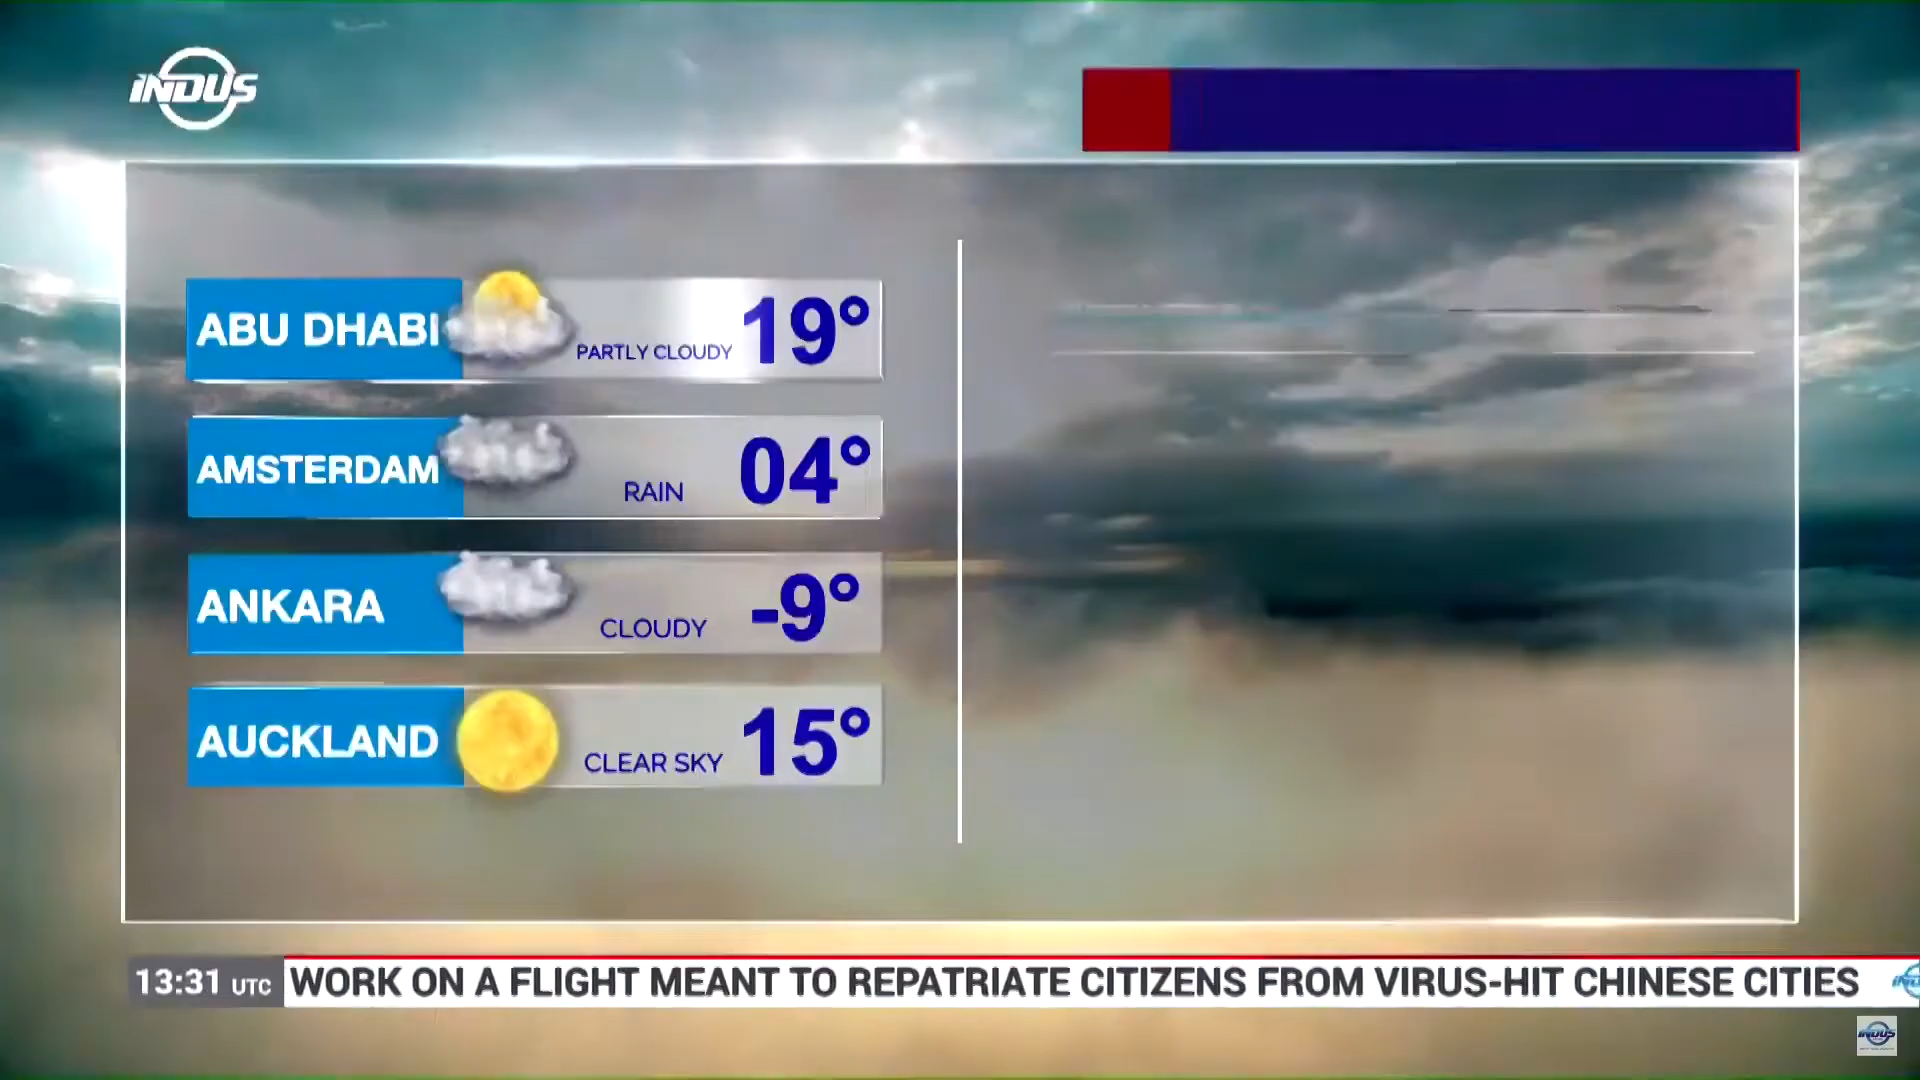 INDUS
ABU DHABI PARTLY CLOUDY 19°
AMSTERDAM RAIN 04°
ANKARA CLOUDY -9°
AUCKLAND CLEAR SKY 15°
13:31 UTC WORK ON A FLIGHT MEANT TO REPATRIATE CITIZENS FROM VIRUS-HIT CHINESE CITIES
INDUS